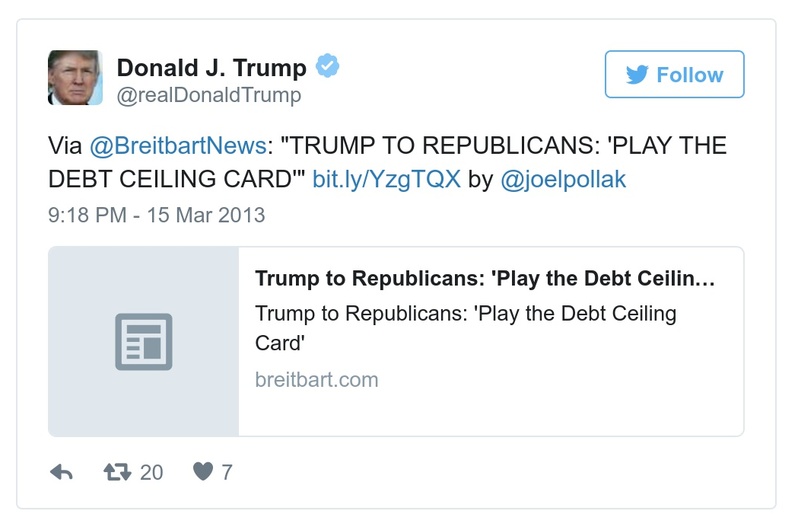 Donald J. Trump
@realDonaldTrump
Follow
Via @BreitbartNews: "TRUMP TO REPUBLICANS: 'PLAY THE
DEBT CEILING CARD'" bit.ly/YzgTQX by @joelpollak
9:18 PM - 15 Mar 2013
Trump to Republicans: 'Play the Debt Ceilin…
Trump to Republicans: 'Play the Debt Ceiling
Card'
breitbart.com
20 7